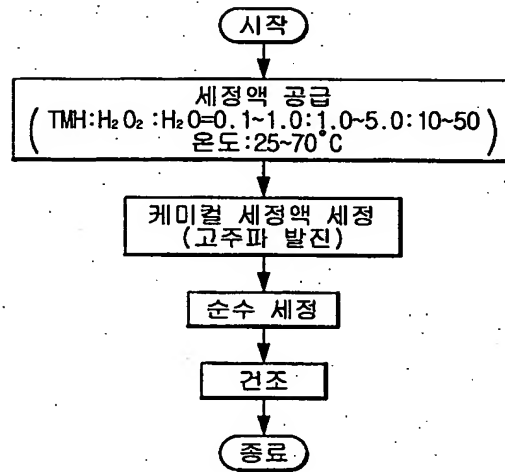 시작
세정액 공급
(TMH:H₂O₂:H₂O=0.1~1.0:1.0~5.0:10~50
온도:25~70°C)
케미컬 세정액 세정
(고주파 발진)
순수 세정
건조
종료